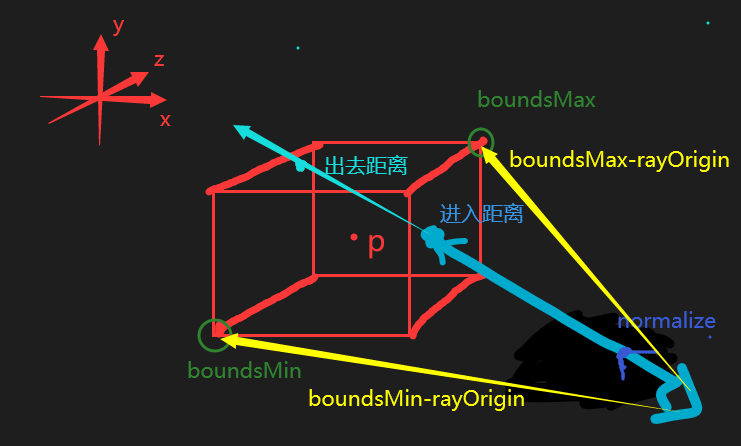 y
z
x
boundsMax
boundsMax-rayOrigin
出去距离
进入距离
p
normalize
boundsMin
boundsMin-rayOrigin